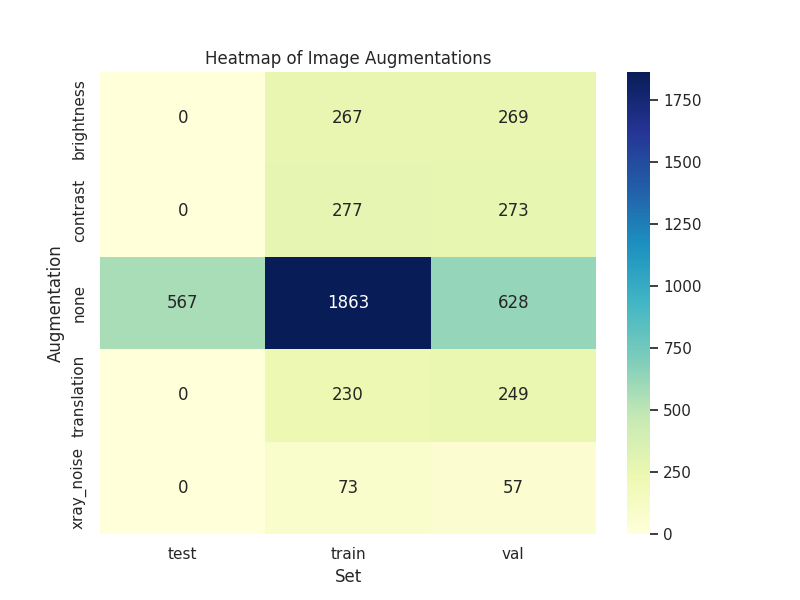 Heatmap of Image Augmentations
Augmentation
brightness 0 267 269
contrast 0 277 273
none 567 1863 628
translation 0 230 249
xray_noise 0 73 57
test train val
Set
1750
1500
1250
1000
750
500
250
0